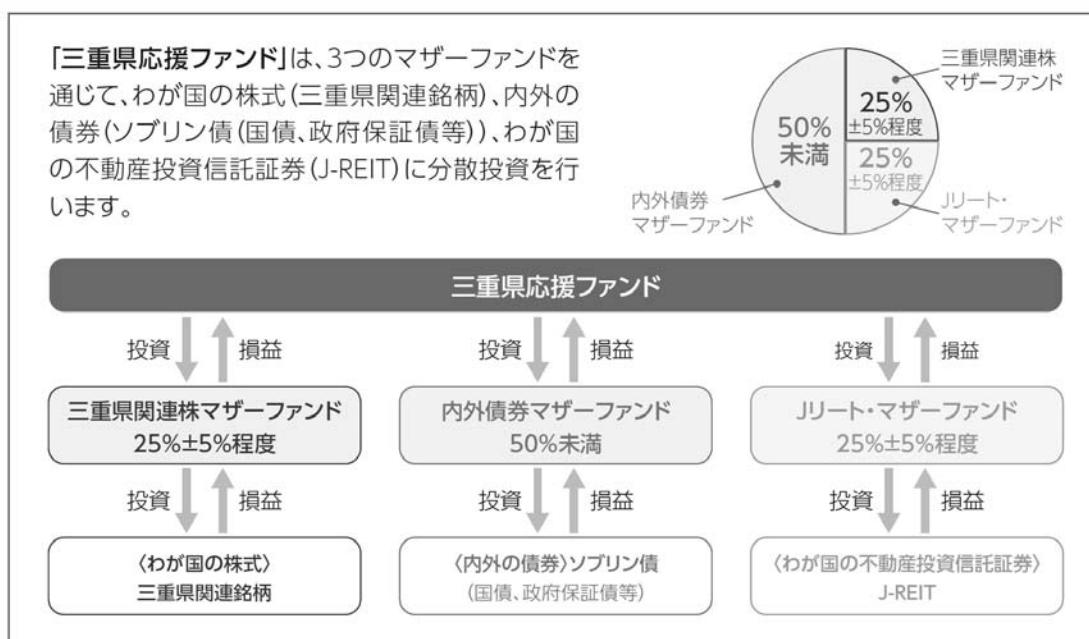 「三重県応援ファンド」は、3つのマザーファンドを
通じて、わが国の株式(三重県関連銘柄)、内外の
債券(ソブリン債(国債、政府保証債等))、わが国
の不動産投資信託証券(J-REIT)に分散投資を行
います。
三重県関連株
マザーファンド
25%
±5%程度
50%
未満
25%
±5%程度
内外債券
マザーファンド
Jリート・
マザーファンド
三重県応援ファンド
投資 損益 投資 損益 投資 損益
三重県関連株マザーファンド
25%±5%程度
内外債券マザーファンド
50%未満
Jリート・マザーファンド
25%±5%程度
投資 損益 投資 損益 投資 損益
〈わが国の株式〉
三重県関連銘柄
〈内外の債券〉ソブリン債
(国債、政府保証債等)
〈わが国の不動産投資信託証券〉
J-REIT